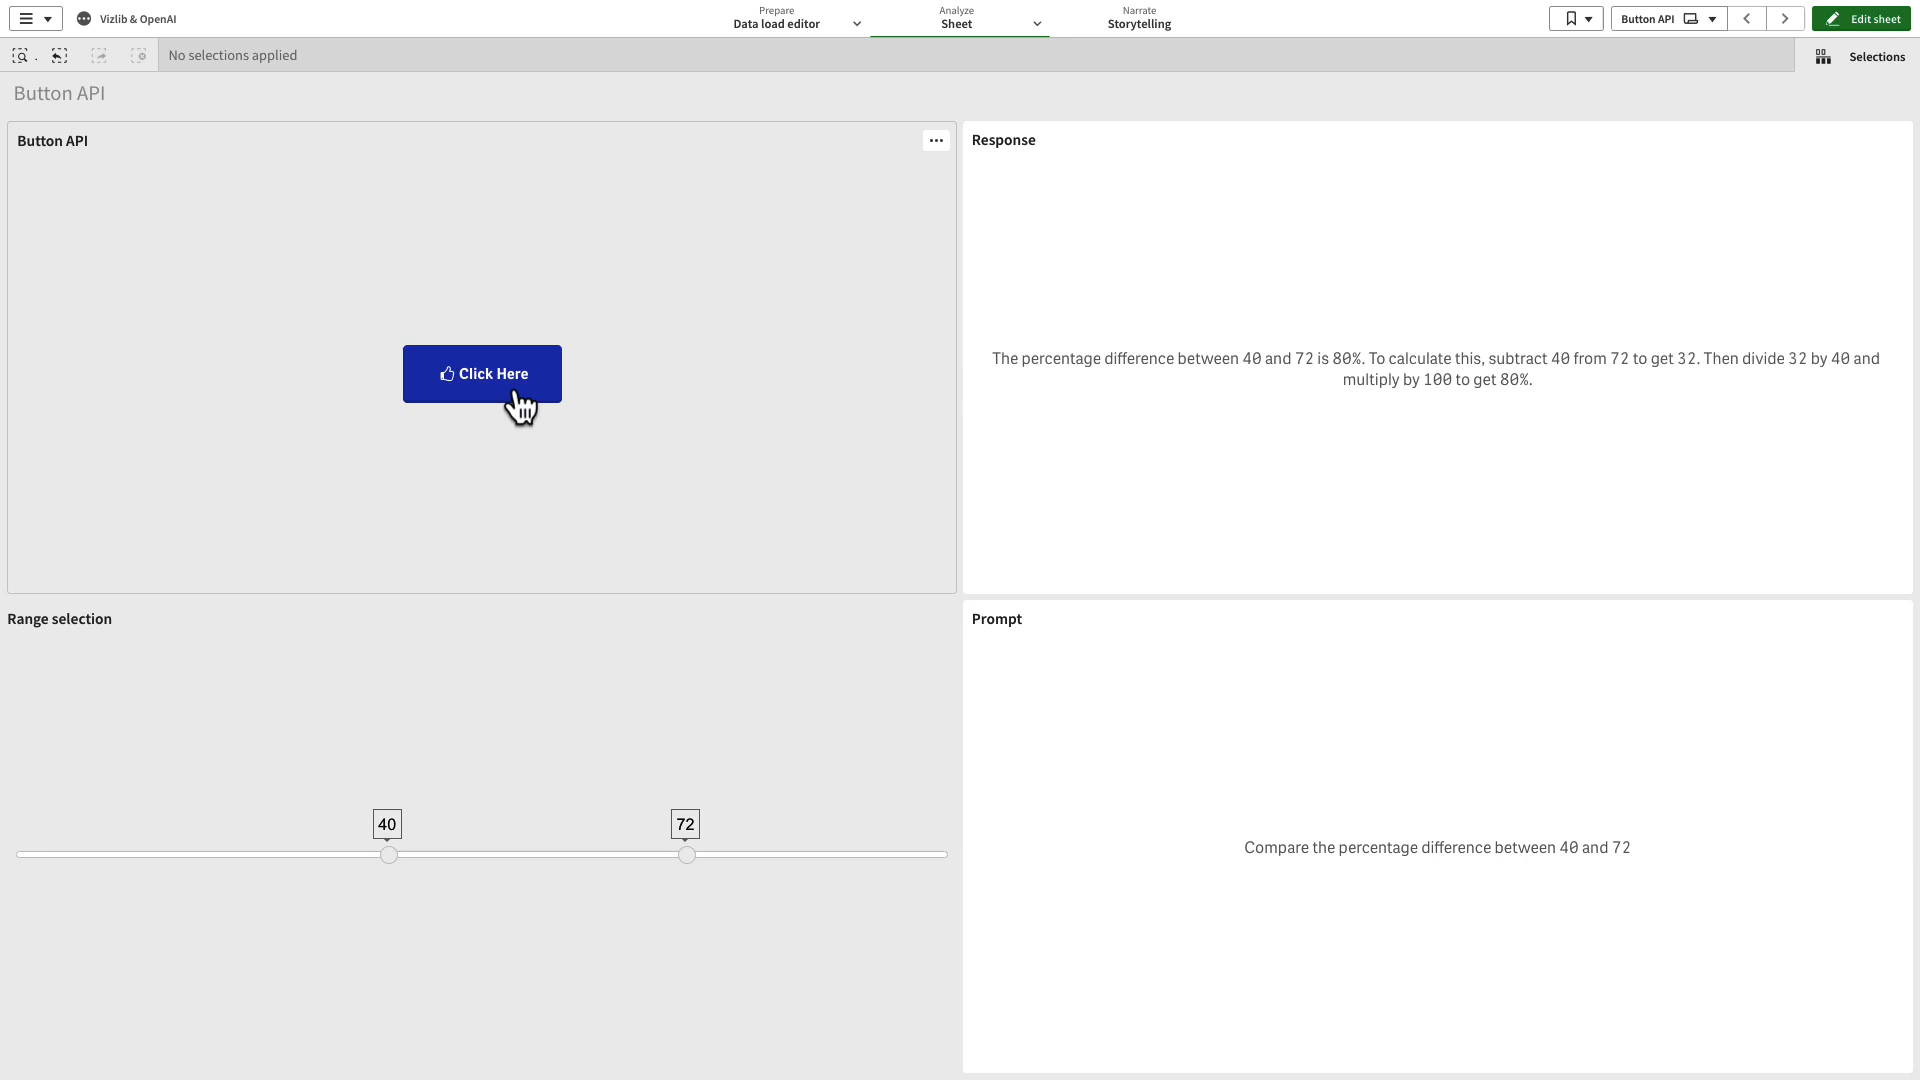 Vizlib & OpenAI
Prepare
Data load editor
Analyze
Sheet
Narrate
Storytelling
Button API
Edit sheet
No selections applied
Selections
Button API
Button API
Click Here
Response
The percentage difference between 40 and 72 is 80%. To calculate this, subtract 40 from 72 to get 32. Then divide 32 by 40 and
multiply by 100 to get 80%.
Range selection
40
72
Prompt
Compare the percentage difference between 40 and 72